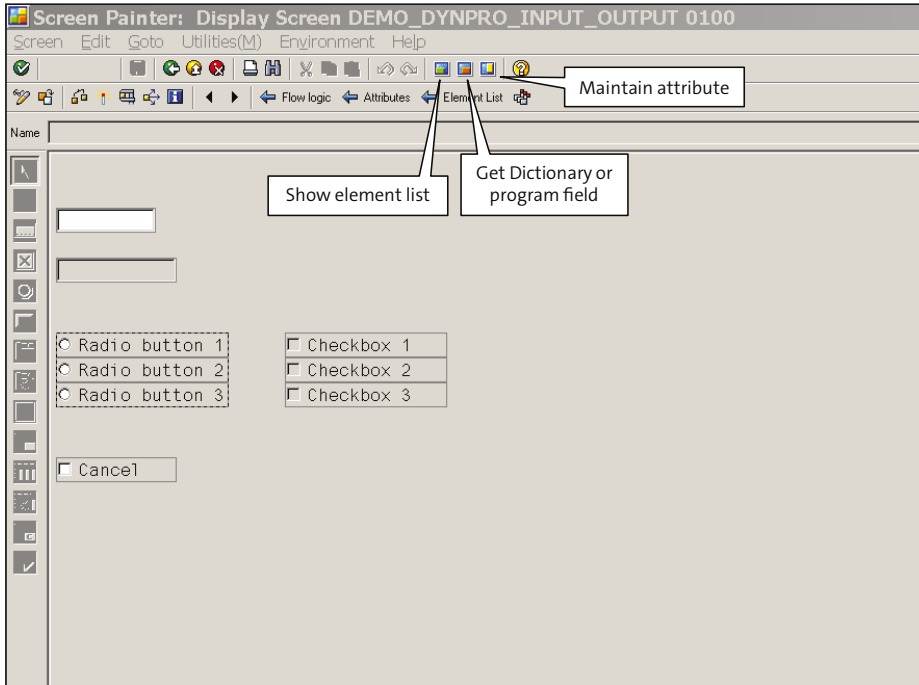 Screen Painter: Display Screen DEMO_DYNPRO_INPUT_OUTPUT 0100
Screen Edit Goto Utilities(M) Environment Help
Maintain attribute
Flow logic Attributes Element List
Name
Show element list
Get Dictionary or
program field
Radio button 1 Checkbox 1
Radio button 2 Checkbox 2
Radio button 3 Checkbox 3
Cancel